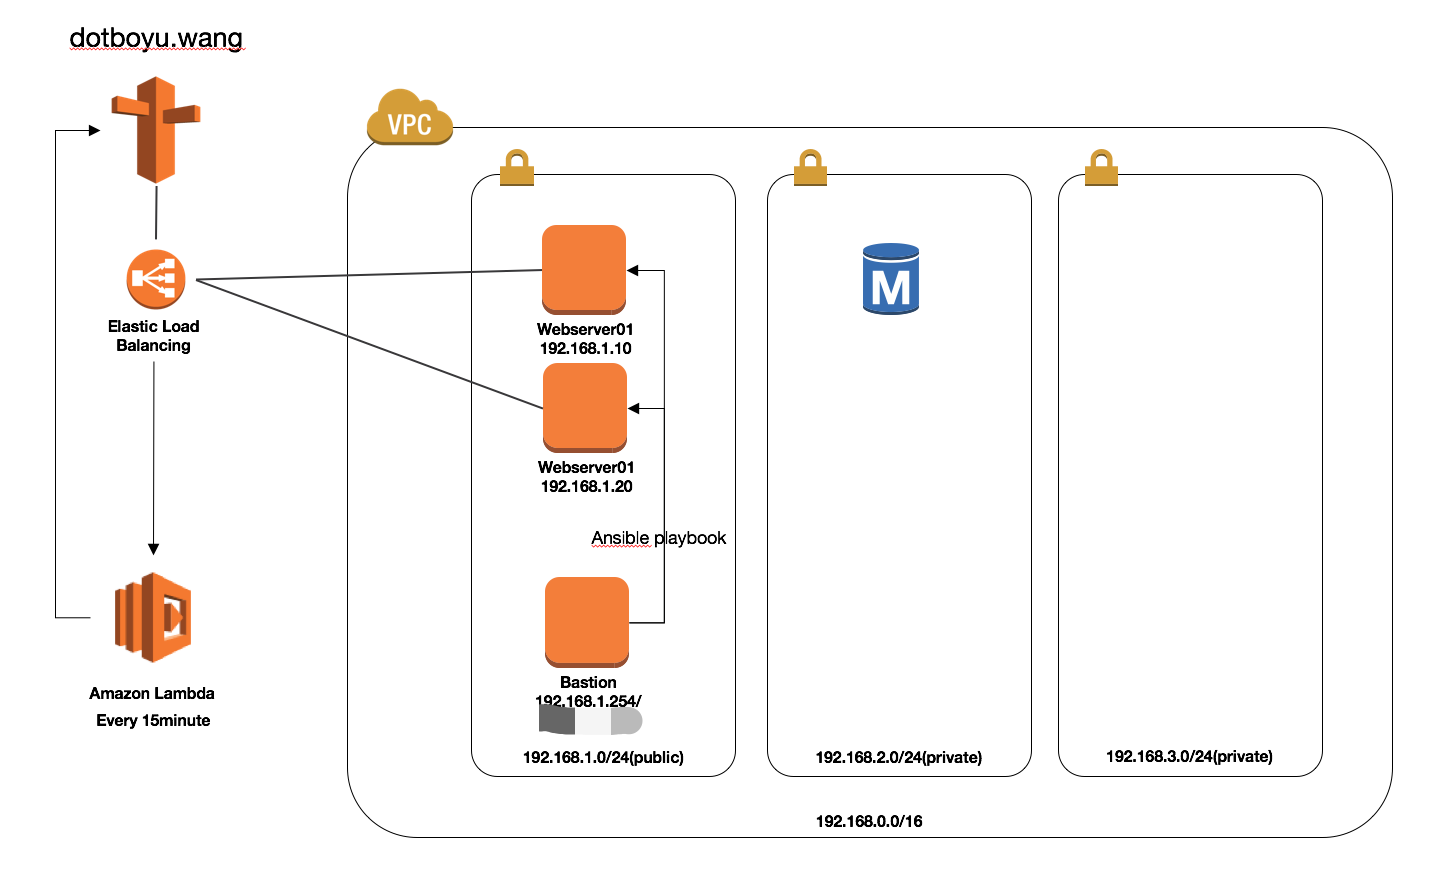 dotboyu.wang
VPC
Elastic Load
Balancing
Amazon Lambda
Every 15minute
Webserver01
192.168.1.10
Webserver01
192.168.1.20
Ansible playbook
Bastion
192.168.1.254/
192.168.1.0/24(public)
M
192.168.2.0/24(private)
192.168.3.0/24(private)
192.168.0.0/16